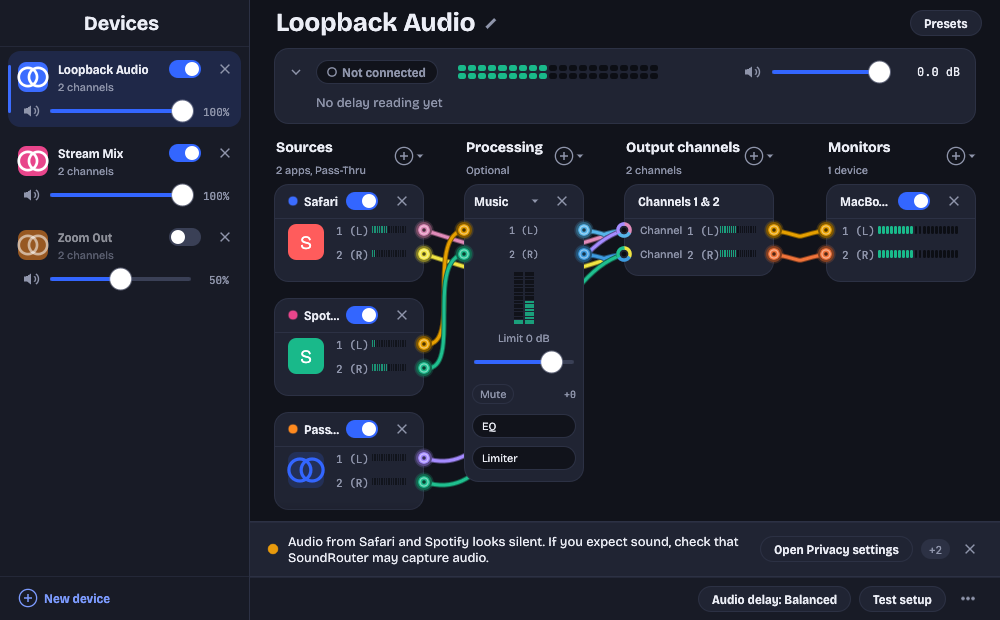 Devices
Loopback Audio
2 channels
100%
Stream Mix
2 channels
100%
Zoom Out
2 channels
50%
New device
Loopback Audio
Presets
Not connected
0.0 dB
No delay reading yet
Sources
2 apps, Pass-Thru
Processing
Optional
Output channels
2 channels
Monitors
1 device
Safari
S
1 (L)
2 (R)
Spot...
S
1 (L)
2 (R)
Pass...
1 (L)
2 (R)
Music
1 (L)
2 (R)
Limit 0 dB
Mute
+0
EQ
Limiter
Channels 1 & 2
Channel 1 (L)
Channel 2 (R)
MacBo...
1 (L)
2 (R)
Audio from Safari and Spotify looks silent. If you expect sound, check that
SoundRouter may capture audio.
Open Privacy settings
+2
Audio delay: Balanced
Test setup